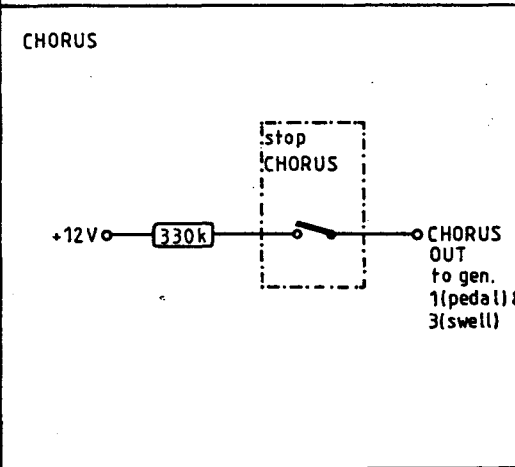 CHORUS
stop
CHORUS
+12V
330k
CHORUS
OUT
to gen.
1(pedal)&
3(swell)